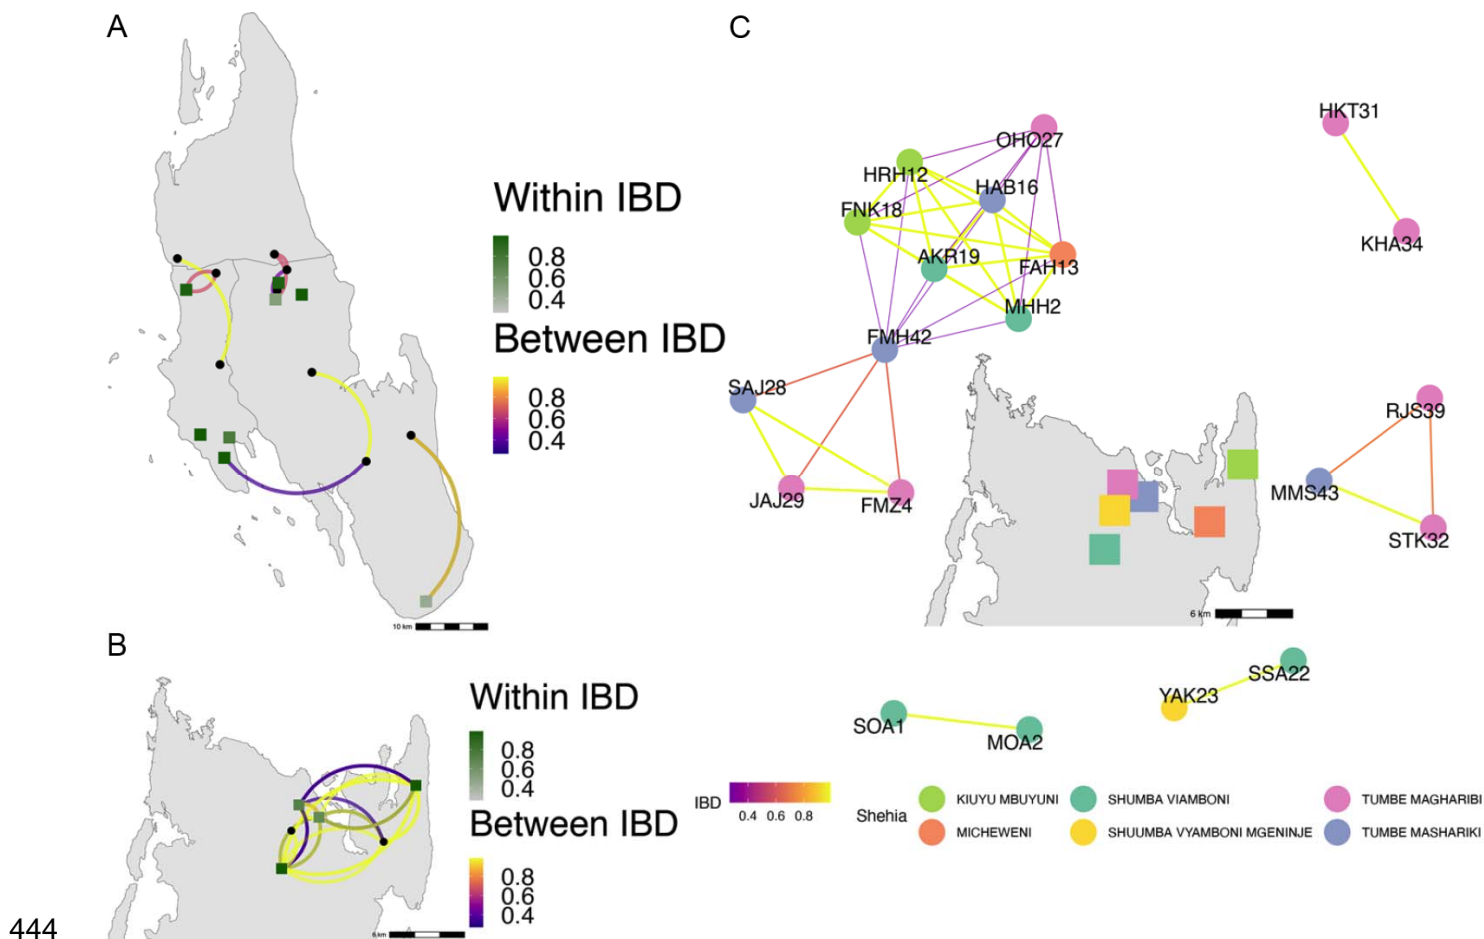 A
Within IBD
0.8
0.6
0.4
Between IBD
0.8
0.6
0.4
10 km
B
Within IBD
0.8
0.6
0.4
Between IBD
0.8
0.6
0.4
6 km
444
C
HKT31
OHO27
HRH12
HAB16
FNK18
KHA34
AKR19
FAH13
MHH2
FMH42
SAJ28
RJS39
MMS43
JAJ29
FMZ4
STK32
6 km
SSA22
YAK23
SOA1
MOA2
IBD
0.4 0.6 0.8
Shehia
KIUYU MBUYUNI
SHUMBA VIAMBONI
TUMBE MAGHARIBI
MICHEWENI
SHUUMBA VYAMBONI MGENINJE
TUMBE MASHARIKI